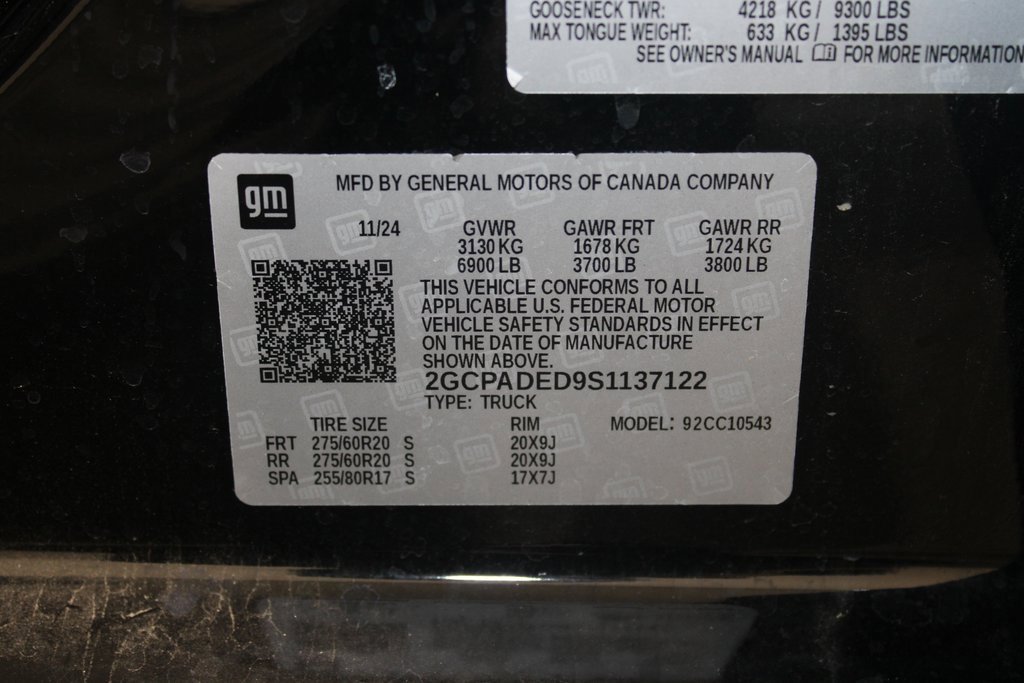 GOOSENECK TWR: 4218 KG / 9300 LBS
MAX TONGUE WEIGHT: 633 KG / 1395 LBS
SEE OWNER'S MANUAL FOR MORE INFORMATION
gm
MFD BY GENERAL MOTORS OF CANADA COMPANY
11/24 GVWR GAWR FRT GAWR RR
3130 KG 1678 KG 1724 KG
6900 LB 3700 LB 3800 LB
THIS VEHICLE CONFORMS TO ALL
APPLICABLE U.S. FEDERAL MOTOR
VEHICLE SAFETY STANDARDS IN EFFECT
ON THE DATE OF MANUFACTURE
SHOWN ABOVE.
2GCPADED9S1137122
TYPE: TRUCK
TIRE SIZE RIM MODEL: 92CC10543
FRT 275/60R20 S 20X9J
RR 275/60R20 S 20X9J
SPA 255/80R17 S 17X7J